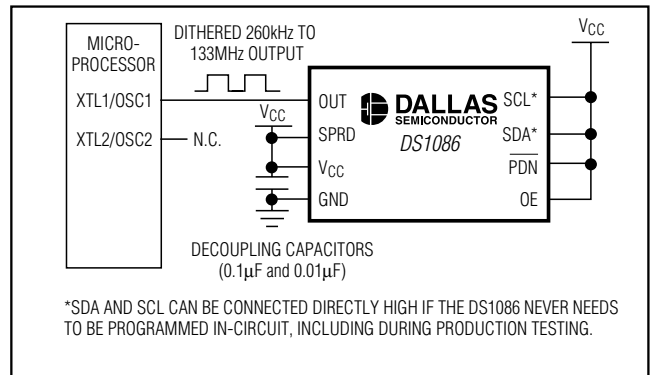 MICRO-
PROCESSOR
XTL1/OSC1
XTL2/OSC2
N.C.
DITHERED 260kHz TO
133MHz OUTPUT
VCC
OUT
SPRD
VCC
GND
DALLAS
SEMICONDUCTOR
DS1086
SCL*
SDA*
PDN
OE
VCC
DECOUPLING CAPACITORS
(0.1µF and 0.01µF)
*SDA AND SCL CAN BE CONNECTED DIRECTLY HIGH IF THE DS1086 NEVER NEEDS
TO BE PROGRAMMED IN-CIRCUIT, INCLUDING DURING PRODUCTION TESTING.